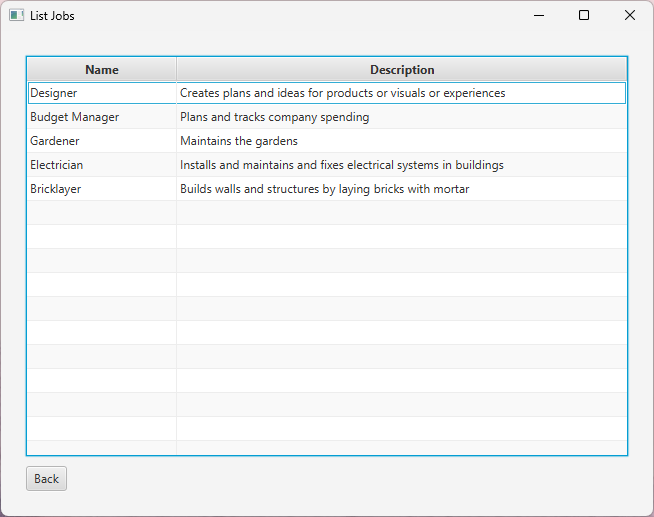 List Jobs
Name Description
Designer Creates plans and ideas for products or visuals or experiences
Budget Manager Plans and tracks company spending
Gardener Maintains the gardens
Electrician Installs and maintains and fixes electrical systems in buildings
Bricklayer Builds walls and structures by laying bricks with mortar
Back